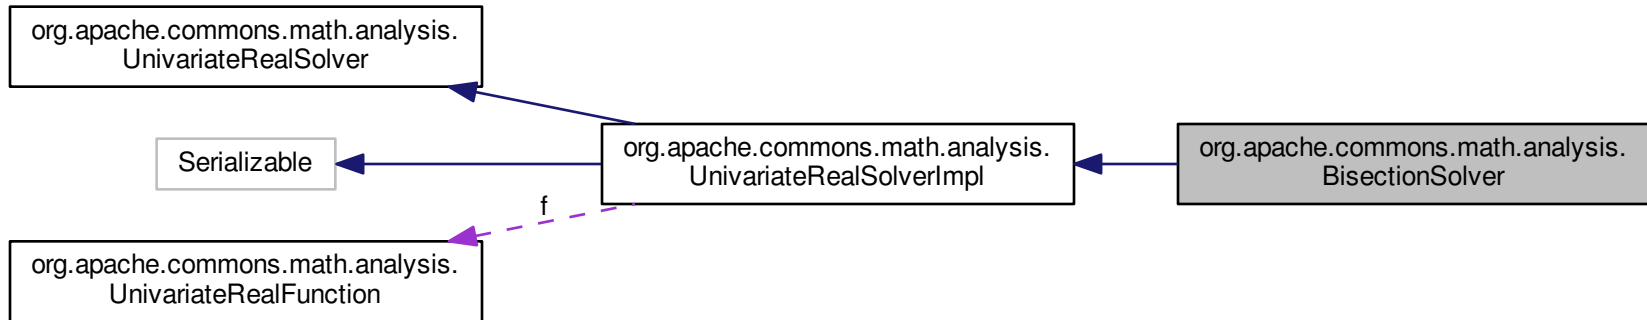 org.apache.commons.math.analysis.
UnivariateRealSolver
Serializable
org.apache.commons.math.analysis.
UnivariateRealSolverImpl
org.apache.commons.math.analysis.
BisectionSolver
f
org.apache.commons.math.analysis.
UnivariateRealFunction